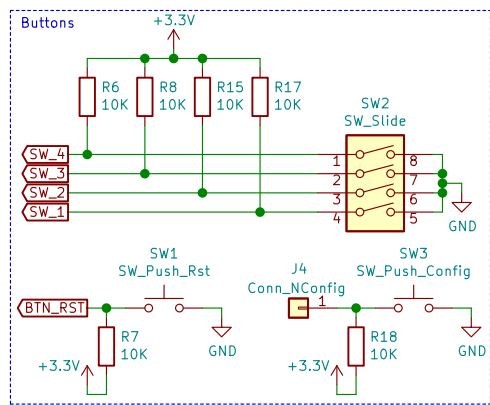 Buttons
+3.3V
R6
10K
R8
10K
R15
10K
R17
10K
SW2
SW_Slide
SW_4
SW_3
SW_2
SW_1
1
2
3
4
8
7
6
5
GND
SW1
SW_Push_Rst
BTN_RST
R7
10K
+3.3V
GND
J4
Conn_NConfig
1
SW3
SW_Push_Config
R18
10K
+3.3V
GND